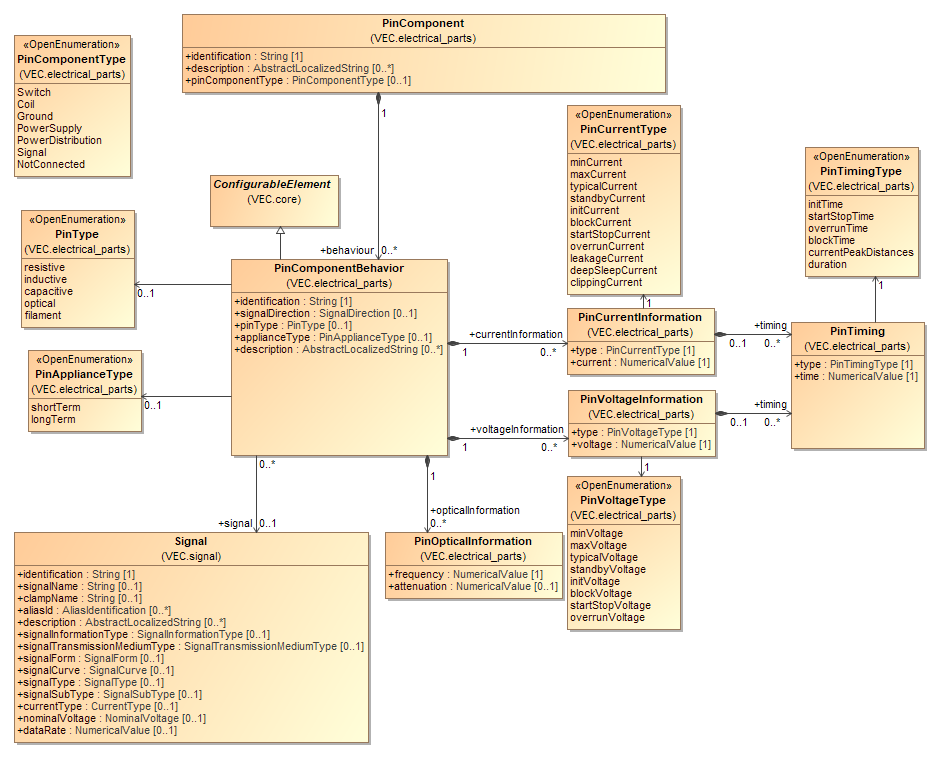 PinComponent
(VEC.electrical_parts)
+identification : String [1]
+description : AbstractLocalizedString [0..*]
+pinComponentType : PinComponentType [0..1]
1
«OpenEnumeration»
PinComponentType
(VEC.electrical_parts)
Switch
Coil
Ground
PowerSupply
PowerDistribution
Signal
NotConnected
«OpenEnumeration»
PinCurrentType
(VEC.electrical_parts)
minCurrent
maxCurrent
typicalCurrent
standbyCurrent
initCurrent
blockCurrent
startStopCurrent
overrunCurrent
leakageCurrent
deepSleepCurrent
clippingCurrent
1
«OpenEnumeration»
PinTimingType
(VEC.electrical_parts)
initTime
startStopTime
overrunTime
blockTime
currentPeakDistances
duration
1
ConfigurableElement
(VEC.core)
+behaviour 0..*
«OpenEnumeration»
PinType
(VEC.electrical_parts)
resistive
inductive
capacitive
optical
filament
0..1
PinComponentBehavior
(VEC.electrical_parts)
+identification : String [1]
+signalDirection : SignalDirection [0..1]
+pinType : PinType [0..1]
+applianceType : PinApplianceType [0..1]
+description : AbstractLocalizedString [0..*]
+currentInformation
1 0..*
PinCurrentInformation
(VEC.electrical_parts)
+type : PinCurrentType [1]
+current : NumericalValue [1]
+timing
0..1 0..*
PinTiming
(VEC.electrical_parts)
+type : PinTimingType [1]
+time : NumericalValue [1]
«OpenEnumeration»
PinApplianceType
(VEC.electrical_parts)
shortTerm
longTerm
0..1
+voltageInformation
1 0..*
PinVoltageInformation
(VEC.electrical_parts)
+type : PinVoltageType [1]
+voltage : NumericalValue [1]
+timing
0..1 0..*
1
0..*
+signal 0..1
1
+opticalInformation
0..*
«OpenEnumeration»
PinVoltageType
(VEC.electrical_parts)
minVoltage
maxVoltage
typicalVoltage
standbyVoltage
initVoltage
blockVoltage
startStopVoltage
overrunVoltage
Signal
(VEC.signal)
+identification : String [1]
+signalName : String [0..1]
+clampName : String [0..1]
+aliasId : AliasIdentification [0..*]
+description : AbstractLocalizedString [0..*]
+signalInformationType : SignalInformationType [0..1]
+signalTransmissionMediumType : SignalTransmissionMediumType [0..1]
+signalForm : SignalForm [0..1]
+signalCurve : SignalCurve [0..1]
+signalType : SignalType [0..1]
+signalSubType : SignalSubType [0..1]
+currentType : CurrentType [0..1]
+nominalVoltage : NominalVoltage [0..1]
+dataRate : NumericalValue [0..1]
PinOpticalInformation
(VEC.electrical_parts)
+frequency : NumericalValue [1]
+attenuation : NumericalValue [0..1]